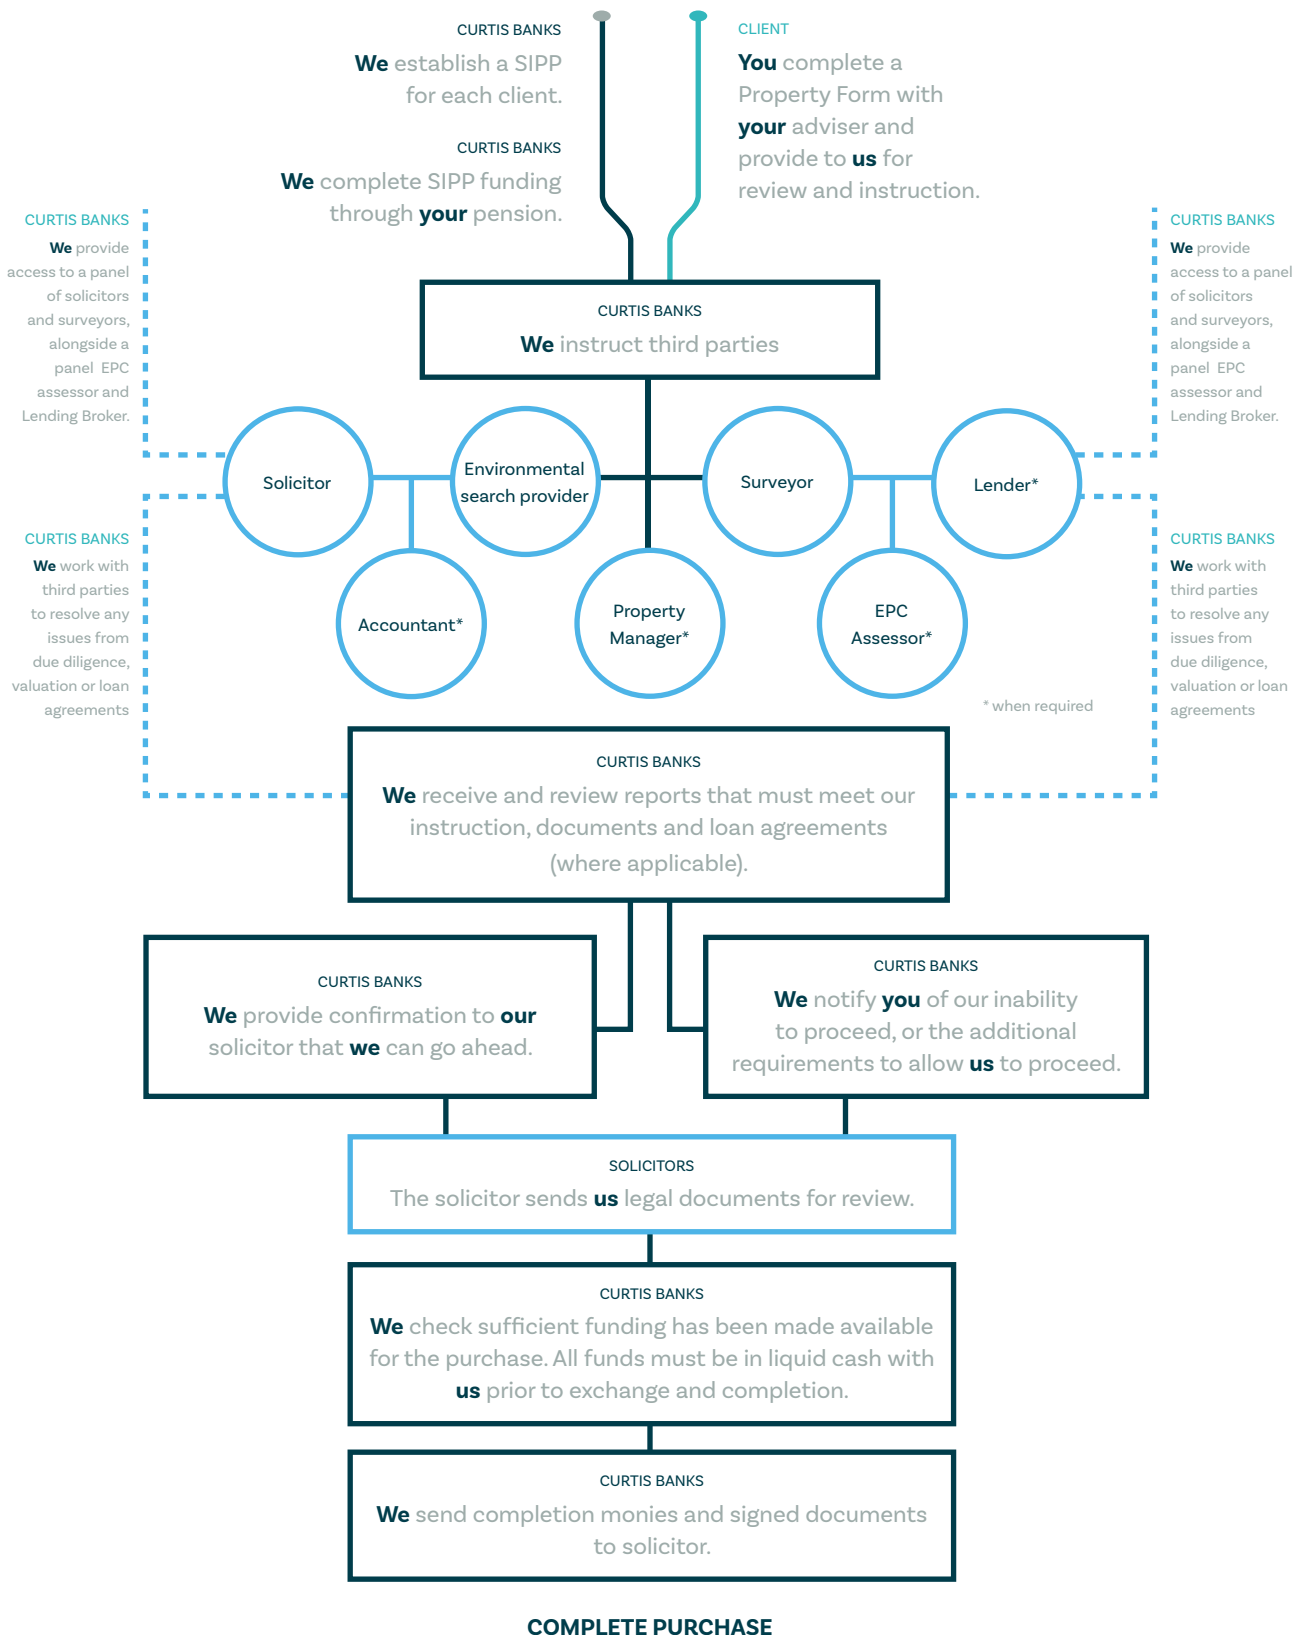 CURTIS BANKS
We establish a SIPP
for each client.
CURTIS BANKS
We complete SIPP funding
through your pension.
CLIENT
You complete a
Property Form with
your adviser and
provide to us for
review and instruction.
CURTIS BANKS
We provide
access to a panel
of solicitors
and surveyors,
alongside a
panel EPC
assessor and
Lending Broker.
CURTIS BANKS
We instruct third parties
CURTIS BANKS
We provide
access to a panel
of solicitors
and surveyors,
alongside a
panel EPC
assessor and
Lending Broker.
Solicitor
Environmental
search provider
Surveyor
Lender*
Accountant*
Property
Manager*
EPC
Assessor*
CURTIS BANKS
We work with
third parties
to resolve any
issues from
due diligence,
valuation or loan
agreements
CURTIS BANKS
We work with
third parties
to resolve any
issues from
due diligence,
valuation or loan
agreements
* when required
CURTIS BANKS
We receive and review reports that must meet our
instruction, documents and loan agreements
(where applicable).
CURTIS BANKS
We provide confirmation to our
solicitor that we can go ahead.
CURTIS BANKS
We notify you of our inability
to proceed, or the additional
requirements to allow us to proceed.
SOLICITORS
The solicitor sends us legal documents for review.
CURTIS BANKS
We check sufficient funding has been made available
for the purchase. All funds must be in liquid cash with
us prior to exchange and completion.
CURTIS BANKS
We send completion monies and signed documents
to solicitor.
COMPLETE PURCHASE